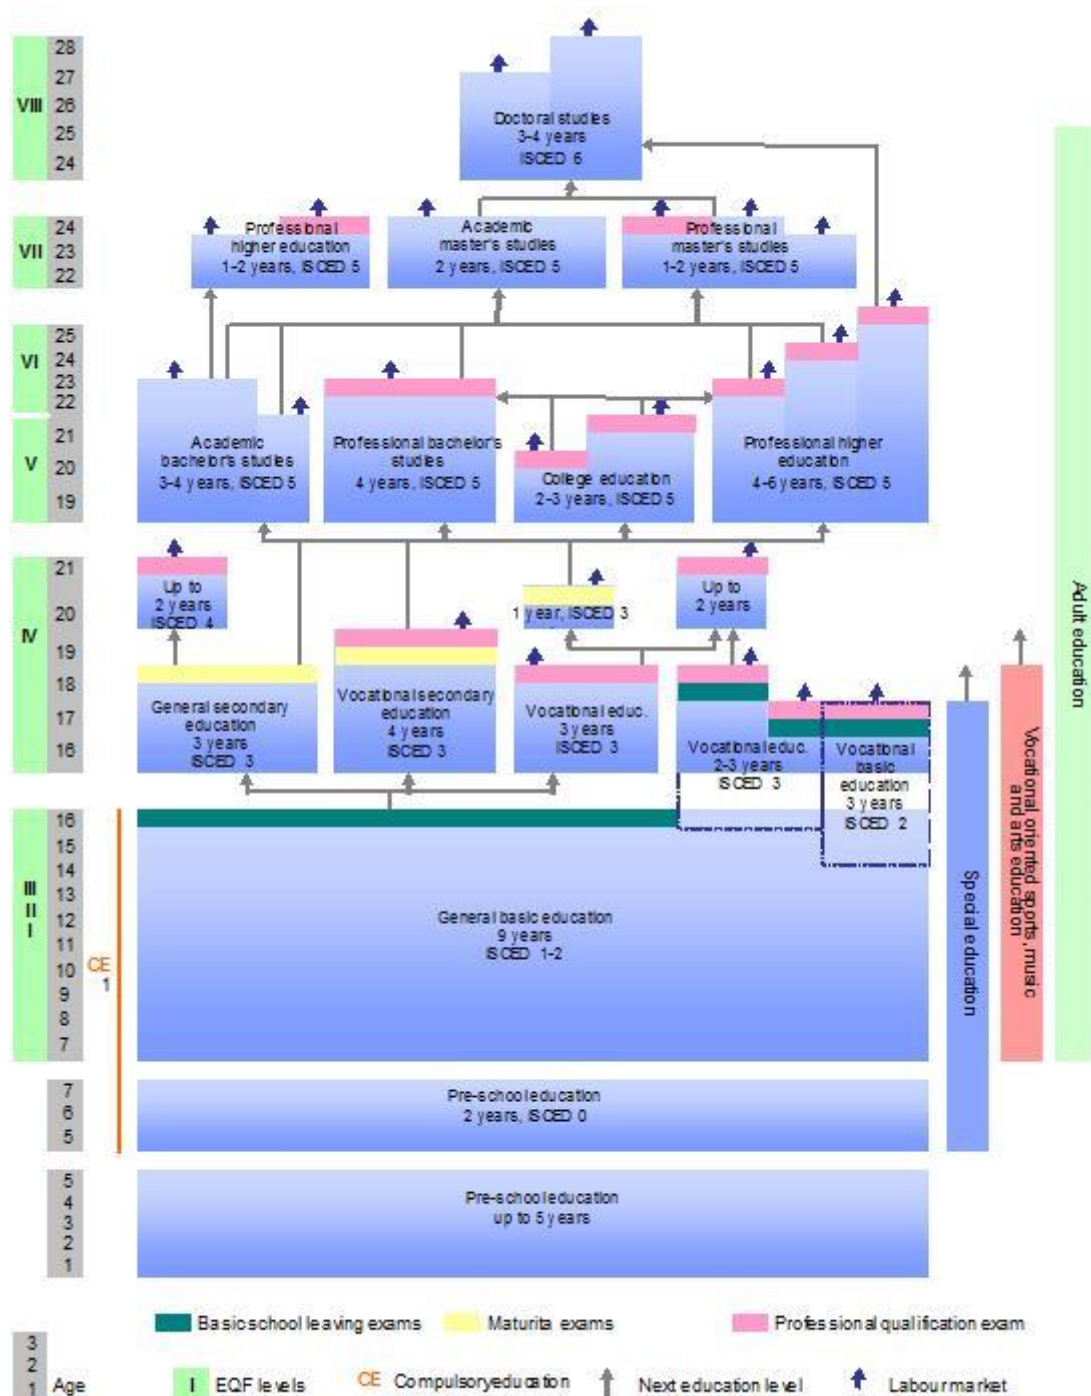 28
27
VIII
26
25
24
Doctoral studies
3-4 years
ISCED 6
24
VII
23
22
Professional
higher education
1-2 years, ISCED 5
Academic
master's studies
2 years, ISCED 5
Professional
master's studies
1-2 years, ISCED 5
25
VI
24
23
22
21
V
20
19
Academic
bachelor's studies
3-4 years, ISCED 5
Professional bachelor's
studies
4 years, ISCED 5
College education
2-3 years, ISCED 5
Professional higher
education
4-6 years, ISCED 5
21
20
IV
19
18
17
16
Up to
2 years
ISCED 4
1 year, ISCED 3
Up to
2 years
General secondary
education
3 years
ISCED 3
Vocational secondary
education
4 years
ISCED 3
Vocational educ.
3 years
ISCED 3
Vocational educ.
2-3 years
ISCED 3
Vocational
basic
education
3 years
ISCED 2
16
15
14
III
13
II
12
I
11
10
9
8
7
CE
1
General basic education
9 years
ISCED 1-2
7
6
5
Pre-school education
2 years, ISCED 0
5
4
3
2
1
Pre-school education
up to 5 years
Special education
Vocational oriented sports, music
and arts education
Adult education
Basic school leaving exams
Maturita exams
Professional qualification exam
3
2
1
Age
I
EQF levels
CE
Compulsory education
Next education level
Labour market